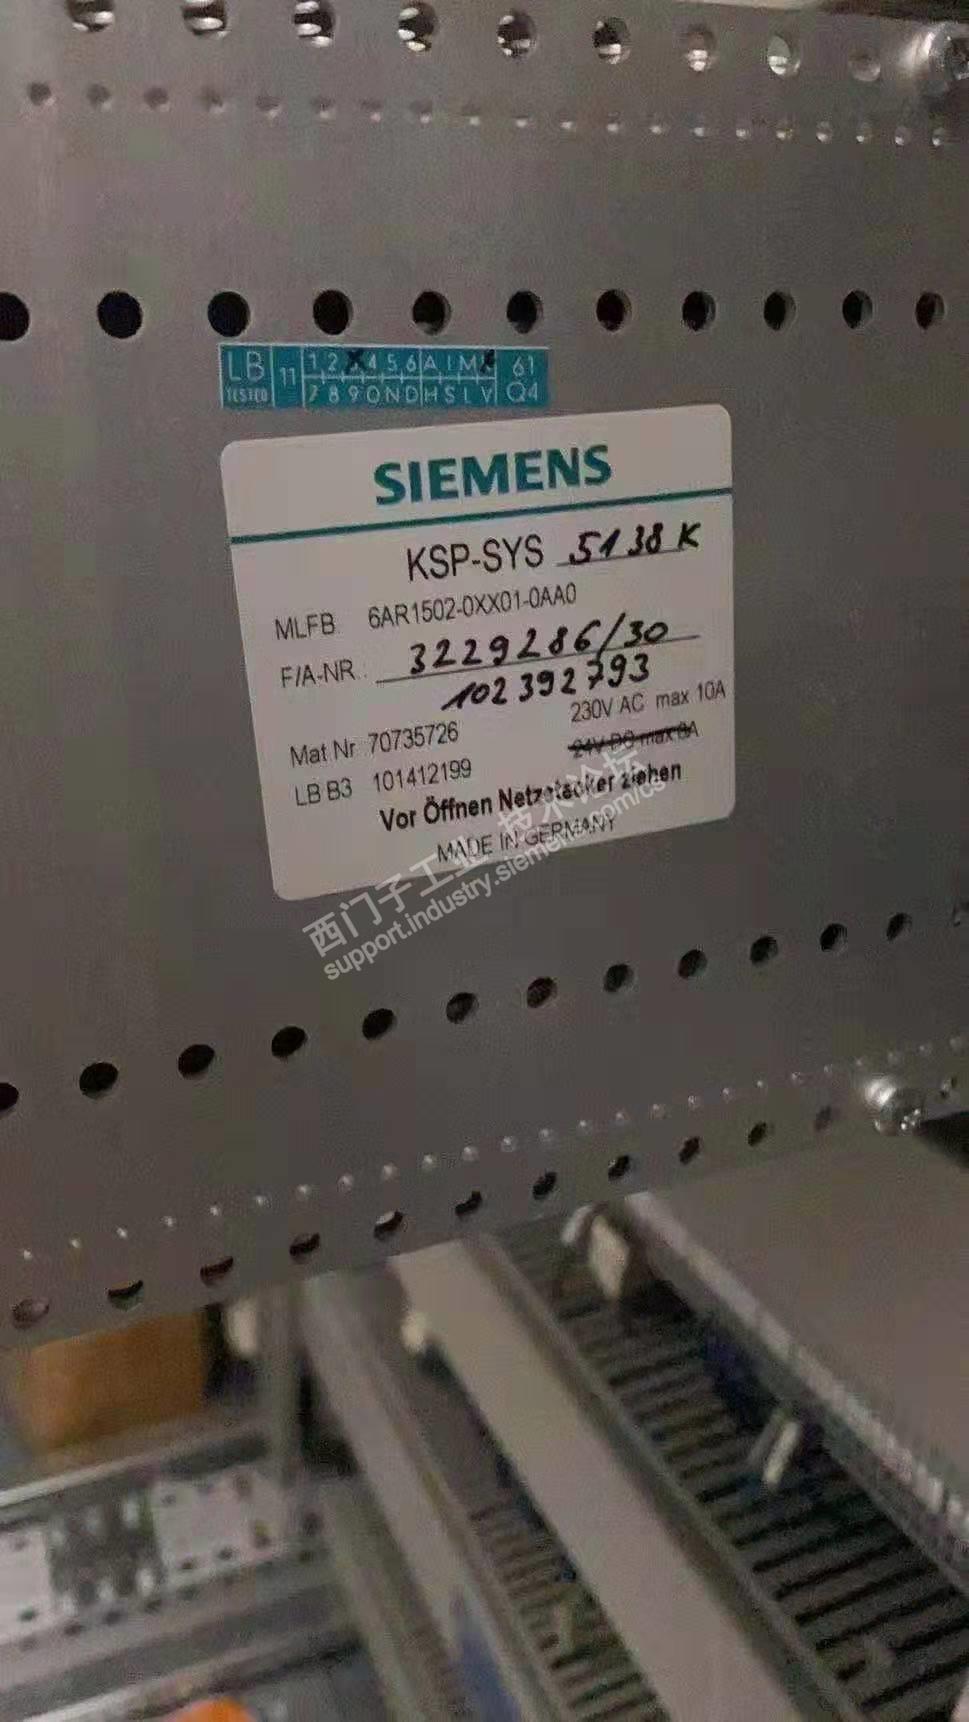 LB 11 1 2 3 4 5 6 A I M 61
TESTED 7 8 9 O N D H S L V Q4
SIEMENS
KSP-SYS 5138K
MLFB 6AR1502-0XX01-0AA0
F/A-NR.: 3229286/30
102392793
Mat.Nr 70735726 230V AC max 10A
LB B3 101412199 24V DC max 8A
Vor Öffnen Netzstecker ziehen
MADE IN GERMANY
西门子工业技术论坛
support.industry.siemens.com/cs